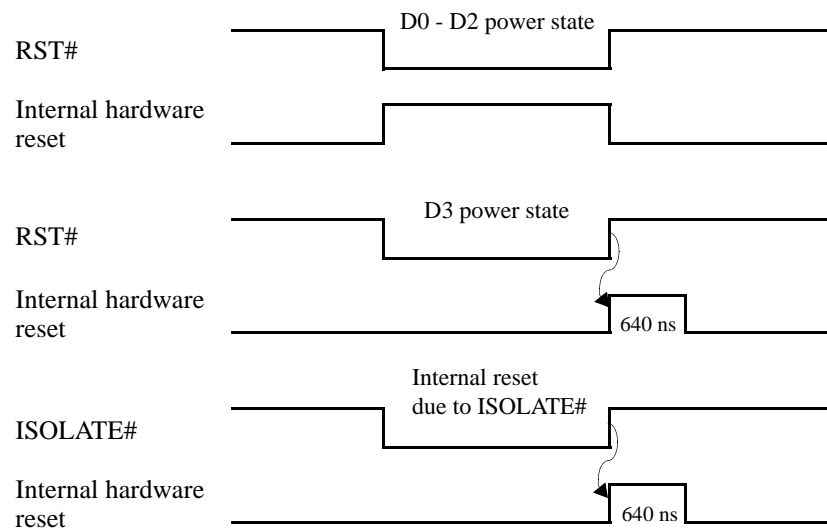 D0 - D2 power state
RST#
Internal hardware
reset
D3 power state
RST#
Internal hardware
reset
640 ns
Internal reset
due to ISOLATE#
ISOLATE#
Internal hardware
reset
640 ns